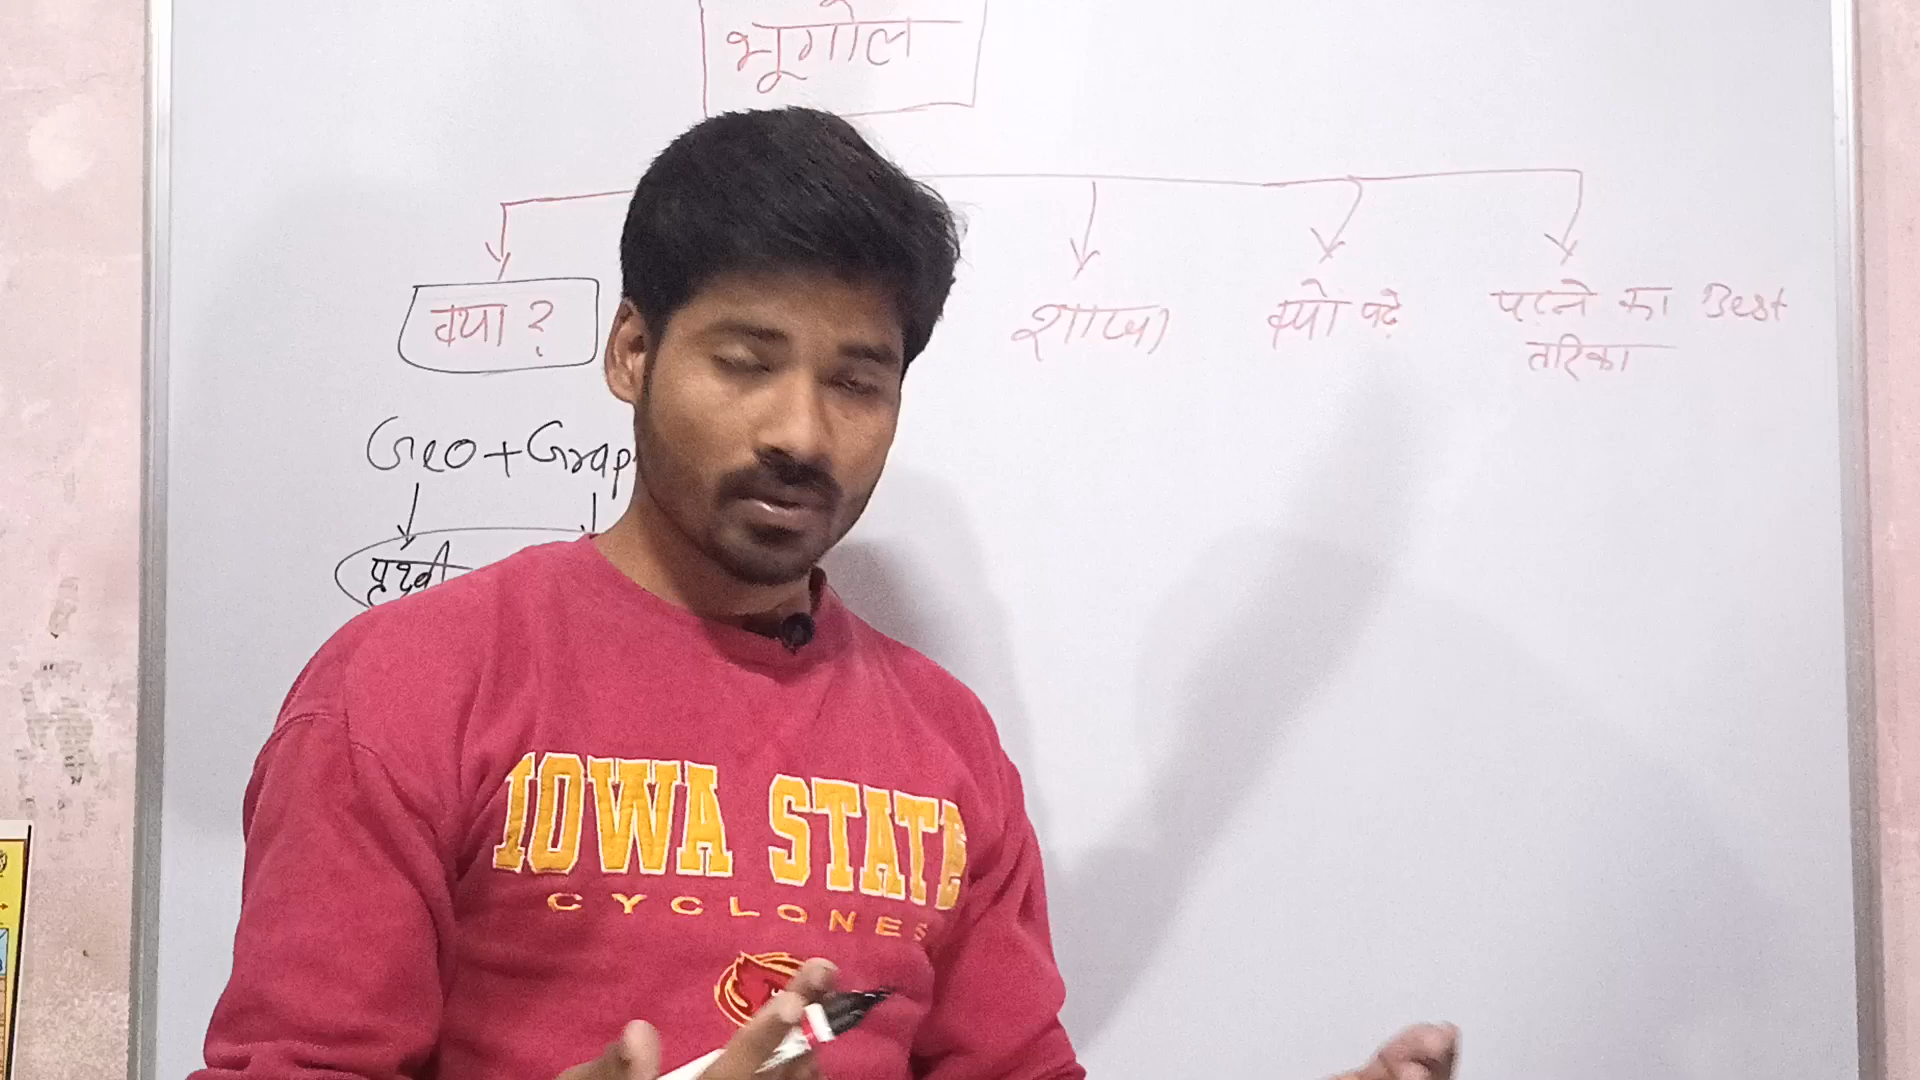 भूगोल
क्या ?
शाखा
क्यों पढ़े
पढ़ने का Best
तरिका
Geo + Grap
पृथ्वी
IOWA STATE
CYCLONES